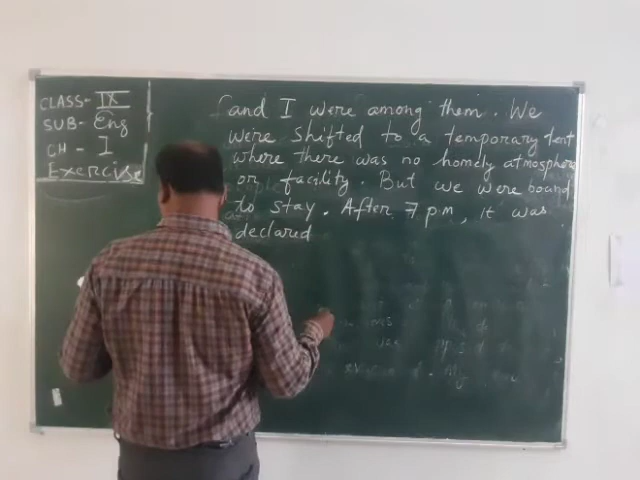 CLASS- IX
SUB- Eng
CH - I
Exercise
and I were among them. We
were shifted to a temporary tent
where there was no homely atmosphere
or facility. But we were bound
to stay. After 7 pm, it was
declared